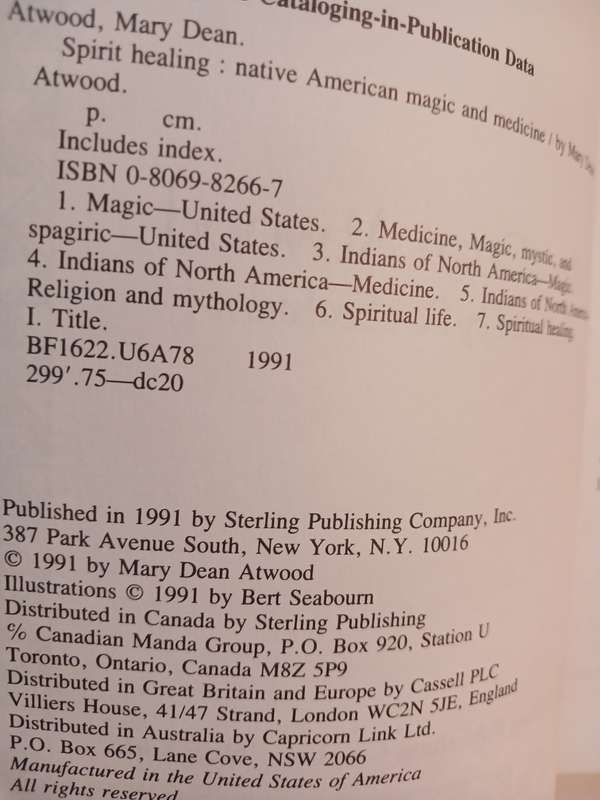 Cataloging-in-Publication Data
Atwood, Mary Dean.
Spirit healing : native American magic and medicine / by Mary Dean
Atwood.
p. cm.
Includes index.
ISBN 0-8069-8266-7
1. Magic—United States. 2. Medicine, Magic, mystic, and
spagiric—United States. 3. Indians of North America—Magic.
4. Indians of North America—Medicine. 5. Indians of North America—
Religion and mythology. 6. Spiritual life. 7. Spiritual healing.
I. Title.
BF1622.U6A78 1991
299'.75—dc20
Published in 1991 by Sterling Publishing Company, Inc.
387 Park Avenue South, New York, N.Y. 10016
© 1991 by Mary Dean Atwood
Illustrations © 1991 by Bert Seabourn
Distributed in Canada by Sterling Publishing
℅ Canadian Manda Group, P.O. Box 920, Station U
Toronto, Ontario, Canada M8Z 5P9
Distributed in Great Britain and Europe by Cassell PLC
Villiers House, 41/47 Strand, London WC2N 5JE, England
Distributed in Australia by Capricorn Link Ltd.
P.O. Box 665, Lane Cove, NSW 2066
Manufactured in the United States of America
All rights reserved